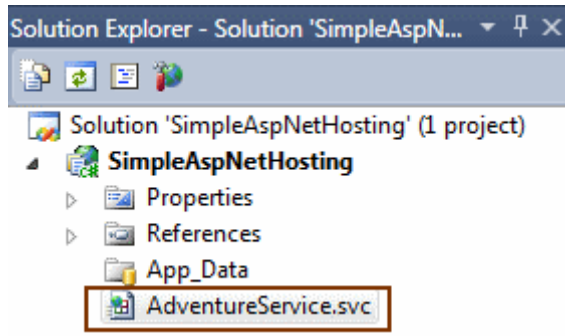 Solution Explorer - Solution 'SimpleAspN...
Solution 'SimpleAspNetHosting' (1 project)
SimpleAspNetHosting
Properties
References
App_Data
AdventureService.svc